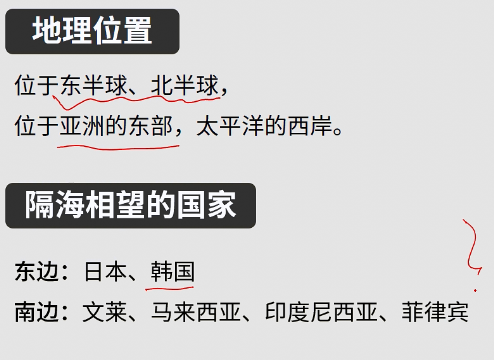 地理位置
位于东半球、北半球，
位于亚洲的东部，太平洋的西岸。
隔海相望的国家
东边：日本、韩国
南边：文莱、马来西亚、印度尼西亚、菲律宾